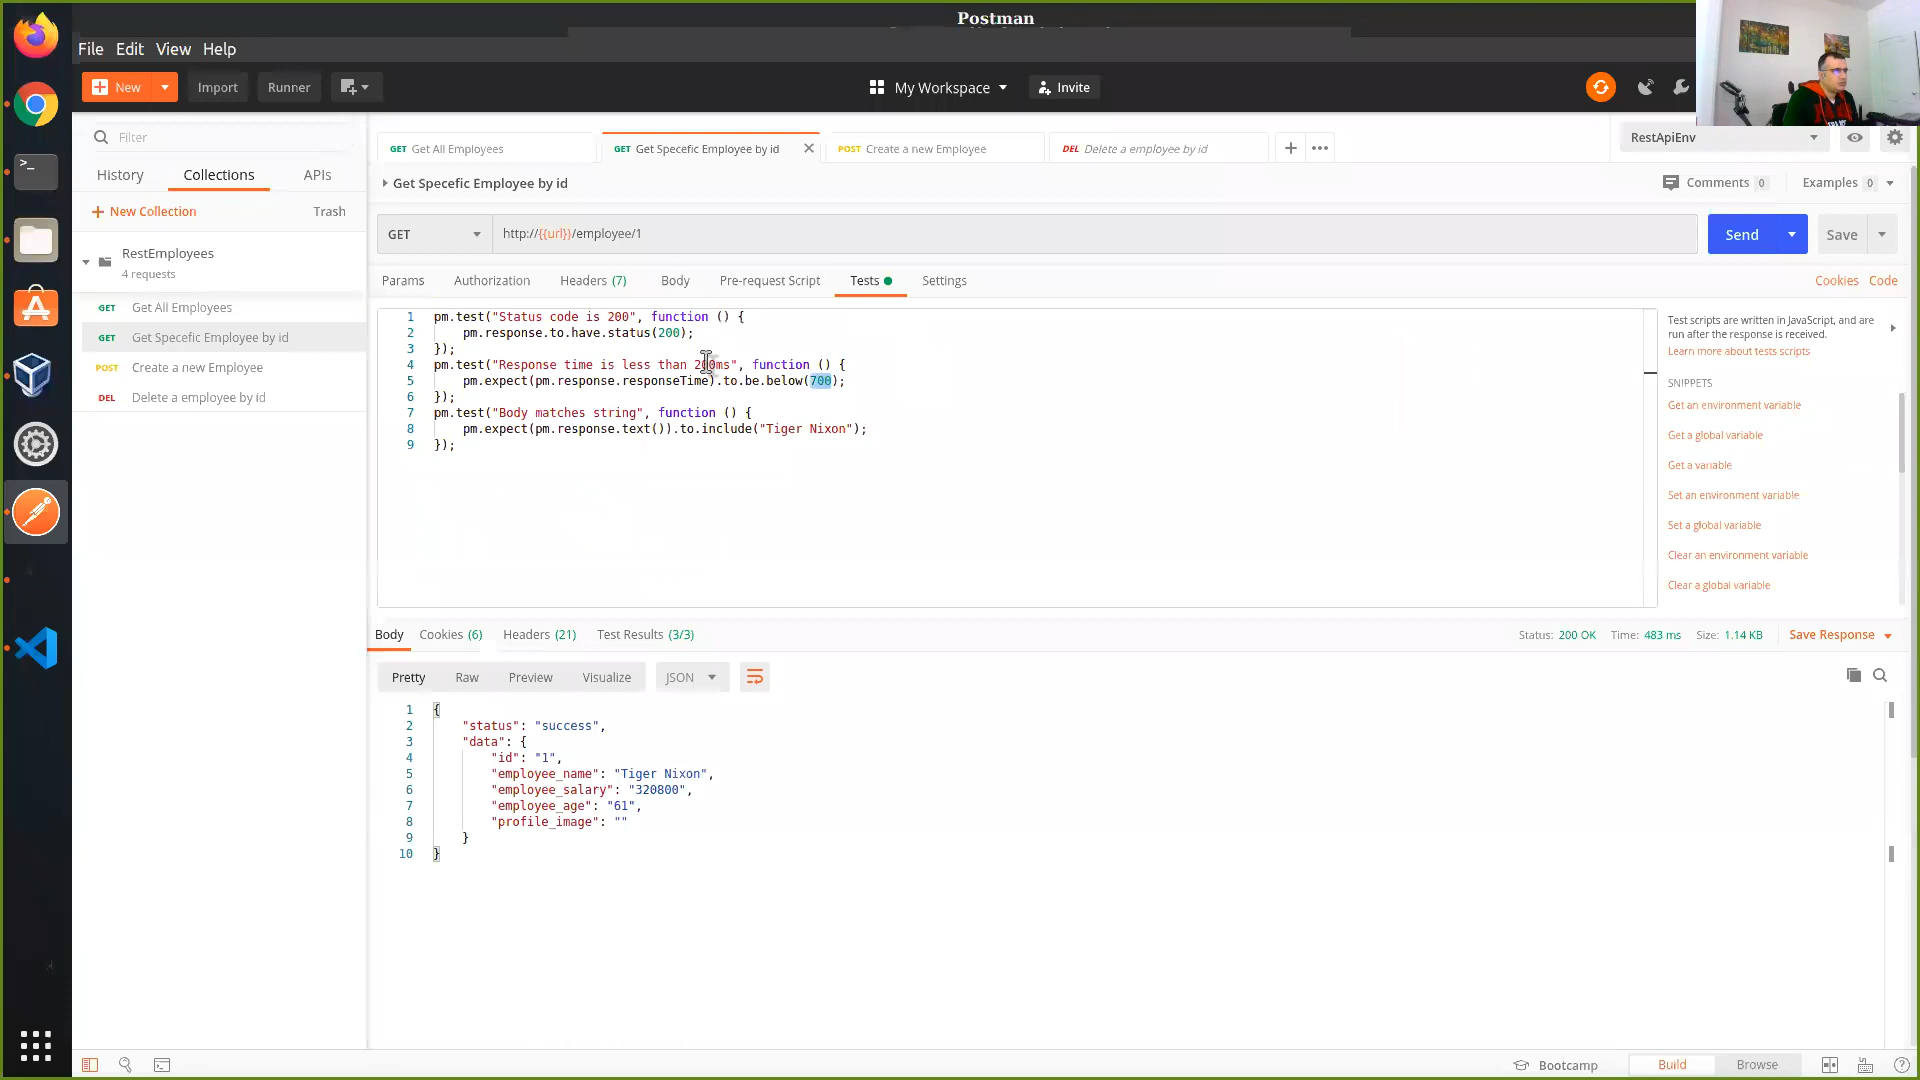 Postman
File Edit View Help
New Import Runner My Workspace Invite
Filter
History Collections APIs
New Collection Trash
RestEmployees
4 requests
GET Get All Employees
GET Get Specefic Employee by id
POST Create a new Employee
DEL Delete a employee by id
GET Get All Employees GET Get Specefic Employee by id POST Create a new Employee DEL Delete a employee by id RestApiEnv
Get Specefic Employee by id Comments 0 Examples 0
GET http://{{url}}/employee/1 Send Save
Params Authorization Headers (7) Body Pre-request Script Tests Settings Cookies Code
1 pm.test("Status code is 200", function () {
2 pm.response.to.have.status(200);
3 });
4 pm.test("Response time is less than 200ms", function () {
5 pm.expect(pm.response.responseTime).to.be.below(700);
6 });
7 pm.test("Body matches string", function () {
8 pm.expect(pm.response.text()).to.include("Tiger Nixon");
9 });
Test scripts are written in JavaScript, and are
run after the response is received.
Learn more about tests scripts
SNIPPETS
Get an environment variable
Get a global variable
Get a variable
Set an environment variable
Set a global variable
Clear an environment variable
Clear a global variable
Body Cookies (6) Headers (21) Test Results (3/3) Status: 200 OK Time: 483 ms Size: 1.14 KB Save Response
Pretty Raw Preview Visualize JSON
1 {
2 "status": "success",
3 "data": {
4 "id": "1",
5 "employee_name": "Tiger Nixon",
6 "employee_salary": "320800",
7 "employee_age": "61",
8 "profile_image": ""
9 }
10 }
Bootcamp Build Browse